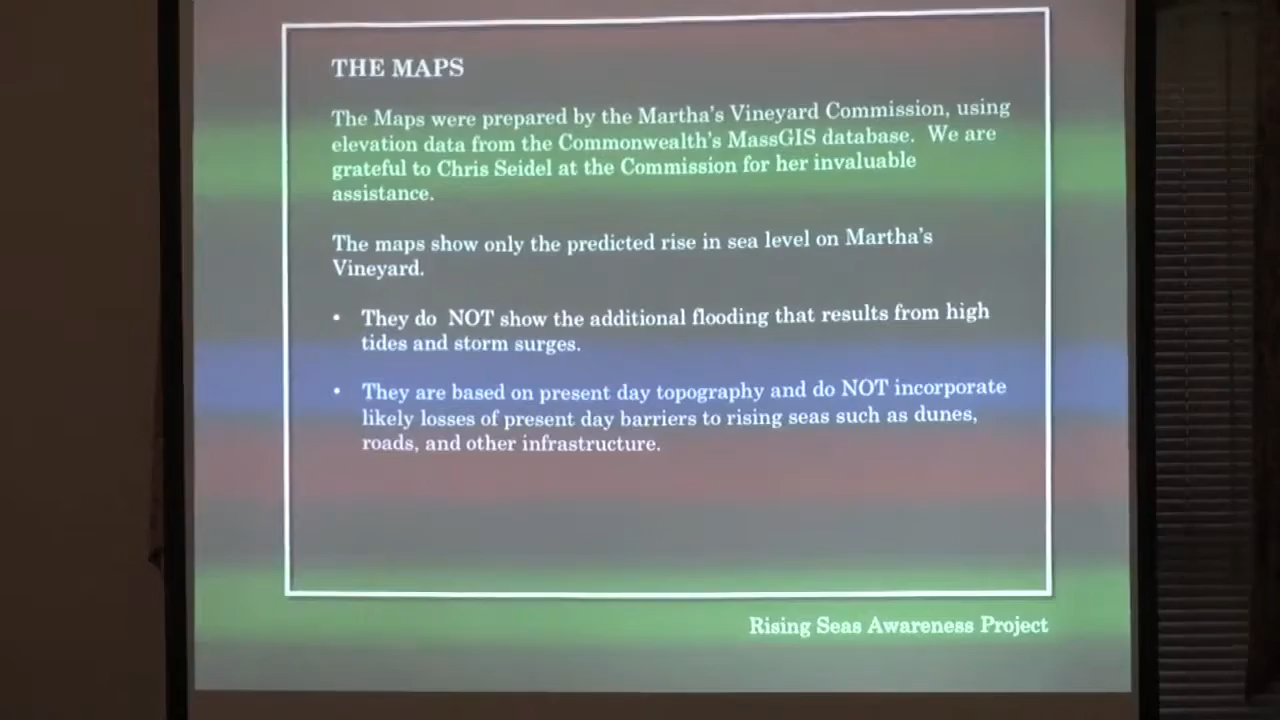 THE MAPS
The Maps were prepared by the Martha's Vineyard Commission, using
elevation data from the Commonwealth's MassGIS database. We are
grateful to Chris Seidel at the Commission for her invaluable
assistance.
The maps show only the predicted rise in sea level on Martha's
Vineyard.
• They do NOT show the additional flooding that results from high
tides and storm surges.
• They are based on present day topography and do NOT incorporate
likely losses of present day barriers to rising seas such as dunes,
roads, and other infrastructure.
Rising Seas Awareness Project